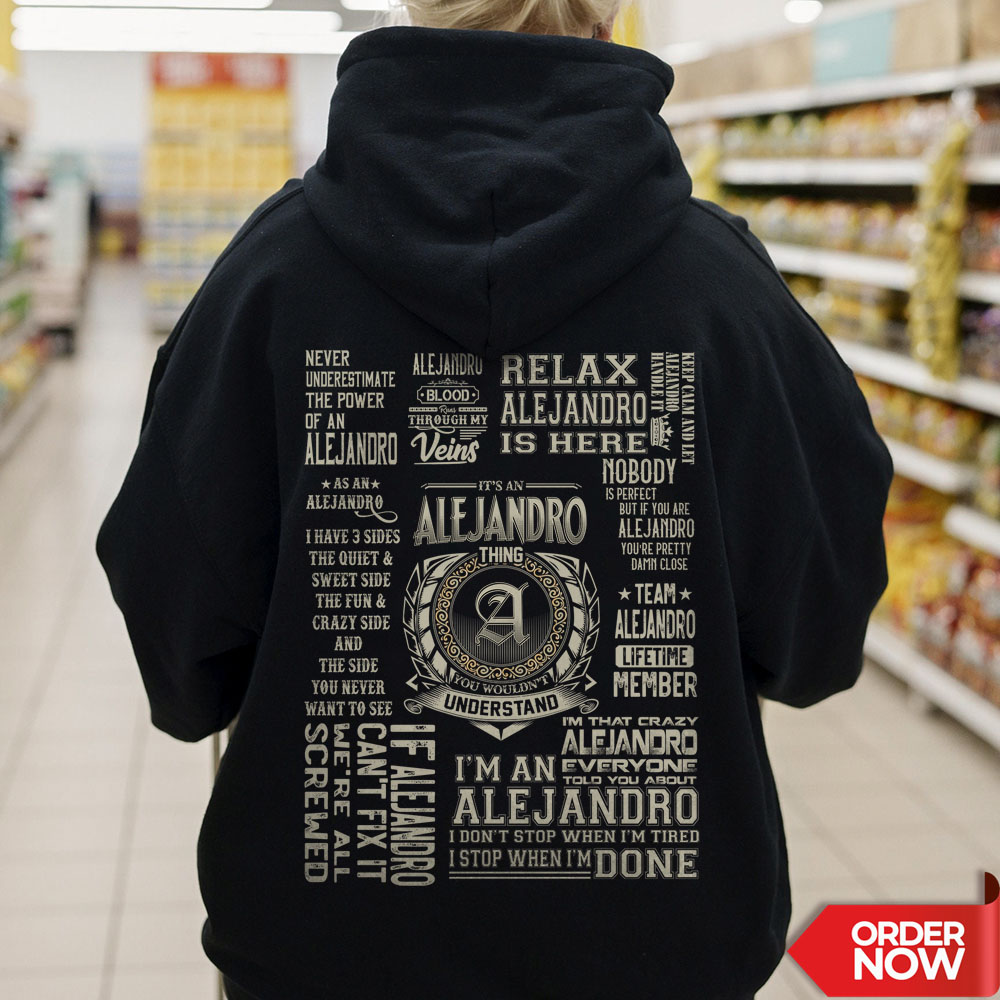 NEVER
UNDERESTIMATE
THE POWER
OF AN
ALEJANDRO
ALEJANDRO
BLOOD
Runs
THROUGH MY
Veins
RELAX
ALEJANDRO
IS HERE
KEEP CALM AND LET
ALEJANDRO
HANDLE IT
★ AS AN ★
ALEJANDRO
I HAVE 3 SIDES
THE QUIET &
SWEET SIDE
THE FUN &
CRAZY SIDE
AND
THE SIDE
YOU NEVER
WANT TO SEE
IT'S AN
ALEJANDRO
THING
A
YOU WOULDN'T
UNDERSTAND
NOBODY
IS PERFECT
BUT IF YOU ARE
ALEJANDRO
YOU'RE PRETTY
DAMN CLOSE
★ TEAM ★
ALEJANDRO
LIFETIME
MEMBER
IF ALEJANDRO
CAN'T FIX IT
WE'RE ALL
SCREWED
I'M THAT CRAZY
ALEJANDRO
EVERYONE
TOLD YOU ABOUT
I'M AN
ALEJANDRO
I DON'T STOP WHEN I'M TIRED
I STOP WHEN I'M DONE
ORDER
NOW